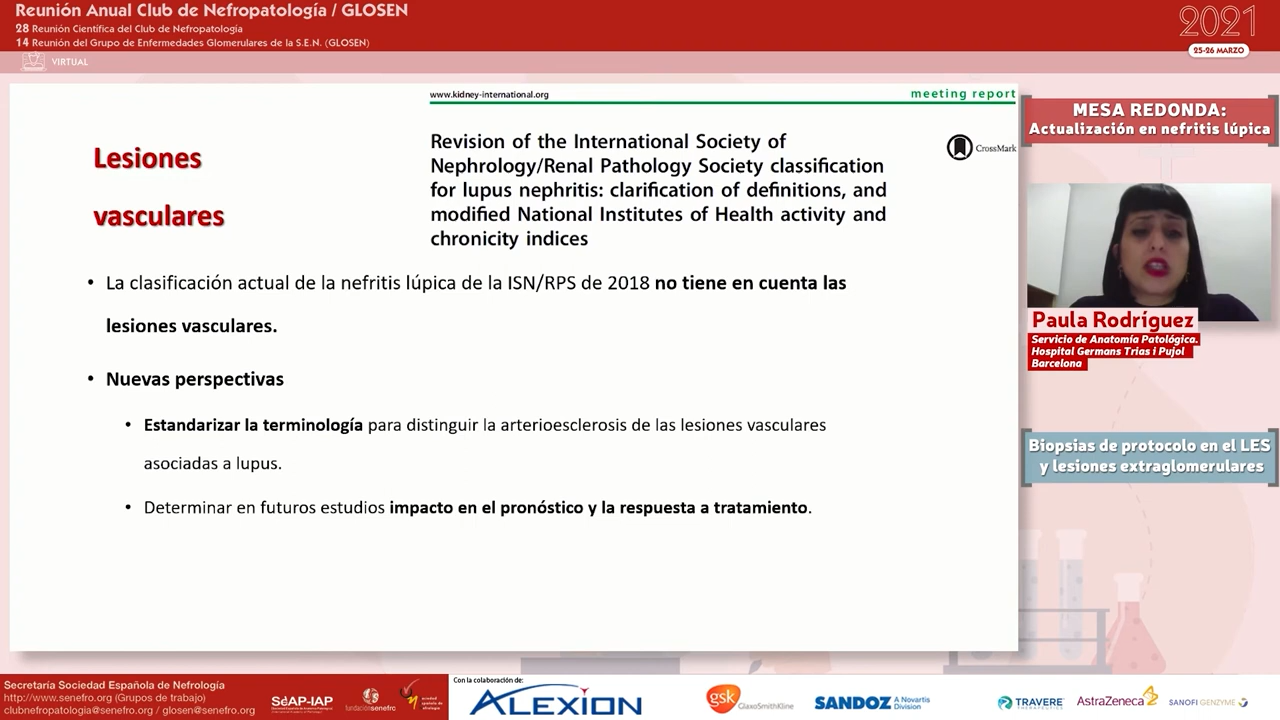 Reunión Anual Club de Nefropatología / GLOSEN
28 Reunión Científica del Club de Nefropatología
14 Reunión del Grupo de Enfermedades Glomerulares de la S.E.N. (GLOSEN)
VIRTUAL
2021
25-26 MARZO
www.kidney-international.org
meeting report
Lesiones
vasculares
Revision of the International Society of
Nephrology/Renal Pathology Society classification
for lupus nephritis: clarification of definitions, and
modified National Institutes of Health activity and
chronicity indices
CrossMark
• La clasificación actual de la nefritis lúpica de la ISN/RPS de 2018 no tiene en cuenta las
lesiones vasculares.
• Nuevas perspectivas
• Estandarizar la terminología para distinguir la arterioesclerosis de las lesiones vasculares
asociadas a lupus.
• Determinar en futuros estudios impacto en el pronóstico y la respuesta a tratamiento.
MESA REDONDA:
Actualización en nefritis lúpica
Paula Rodríguez
Servicio de Anatomía Patológica.
Hospital Germans Trias i Pujol
Barcelona
Biopsias de protocolo en el LES
y lesiones extraglomerulares
Secretaría Sociedad Española de Nefrología
http://www.senefro.org (Grupos de trabajo)
clubnefropatologia@senefro.org / glosen@senefro.org
SEAP-IAP
fundaciónsenefro
Con la colaboración de:
ALEXION
gsk
GlaxoSmithKline
SANDOZ A Novartis
Division
TRAVERE
THERAPEUTICS
AstraZeneca
SANOFI GENZYME